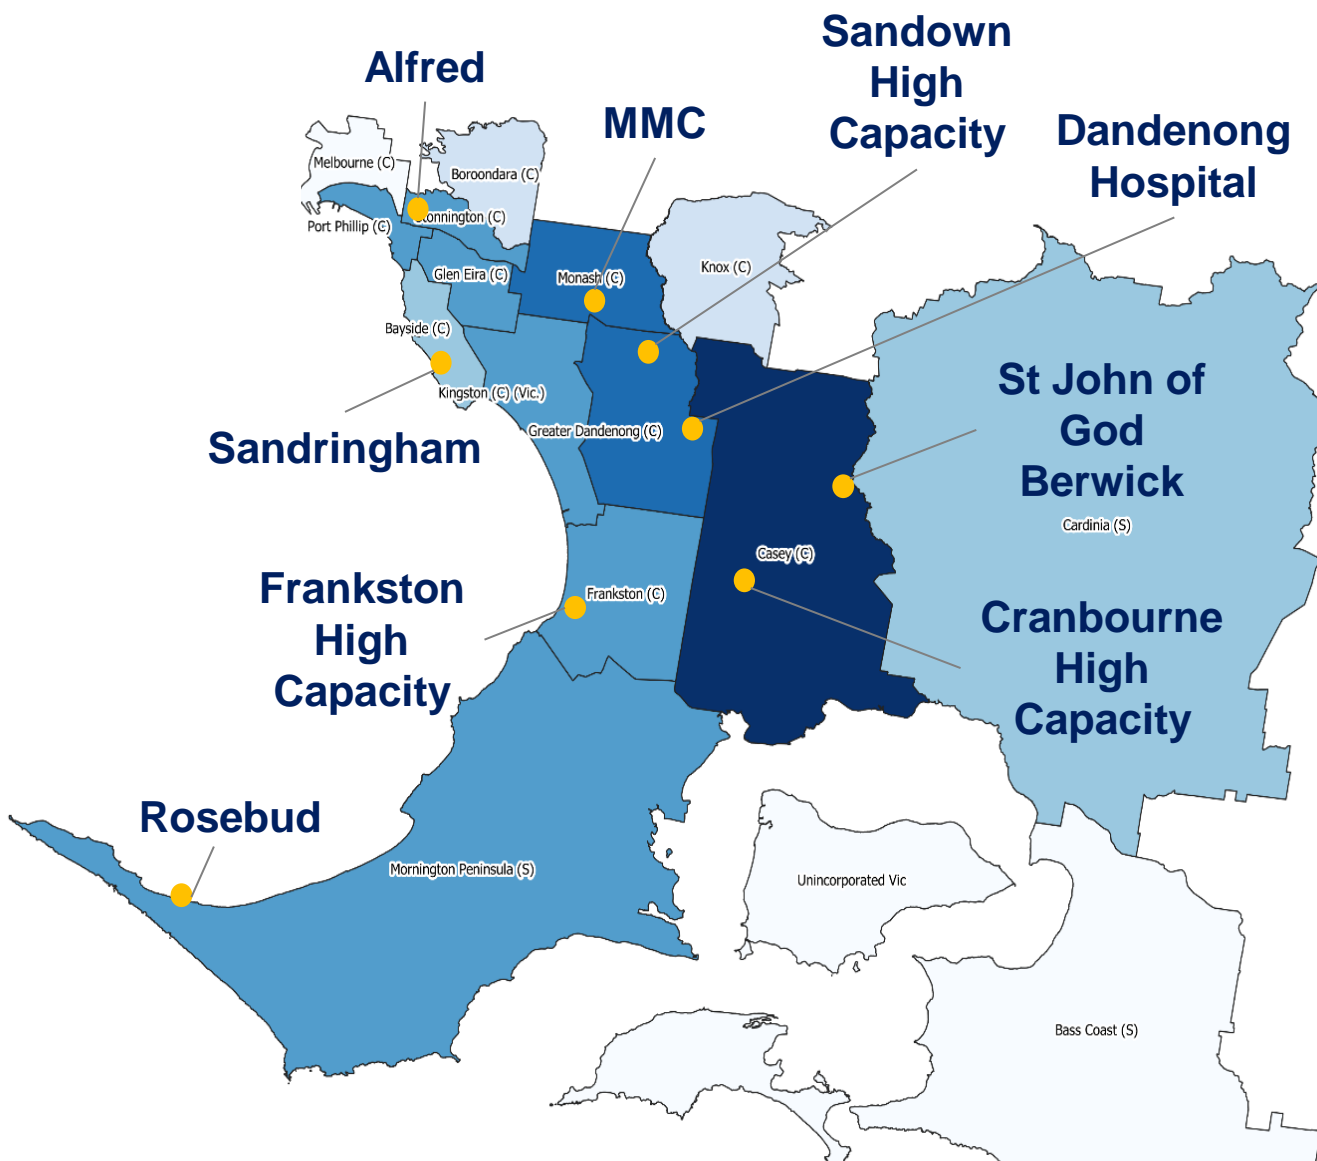 Sandown
High
Capacity
Alfred
MMC
Dandenong
Hospital
Melbourne (C)
Boroondara (C)
Stonnington (C)
Port Phillip (C)
Glen Eira (C)
Monash (C)
Knox (C)
Bayside (C)
Kingston (C) (Vic.)
Greater Dandenong (C)
Sandringham
St John of
God
Berwick
Cardinia (S)
Casey (C)
Frankston (C)
Frankston
High
Capacity
Cranbourne
High
Capacity
Rosebud
Mornington Peninsula (S)
Unincorporated Vic
Bass Coast (S)